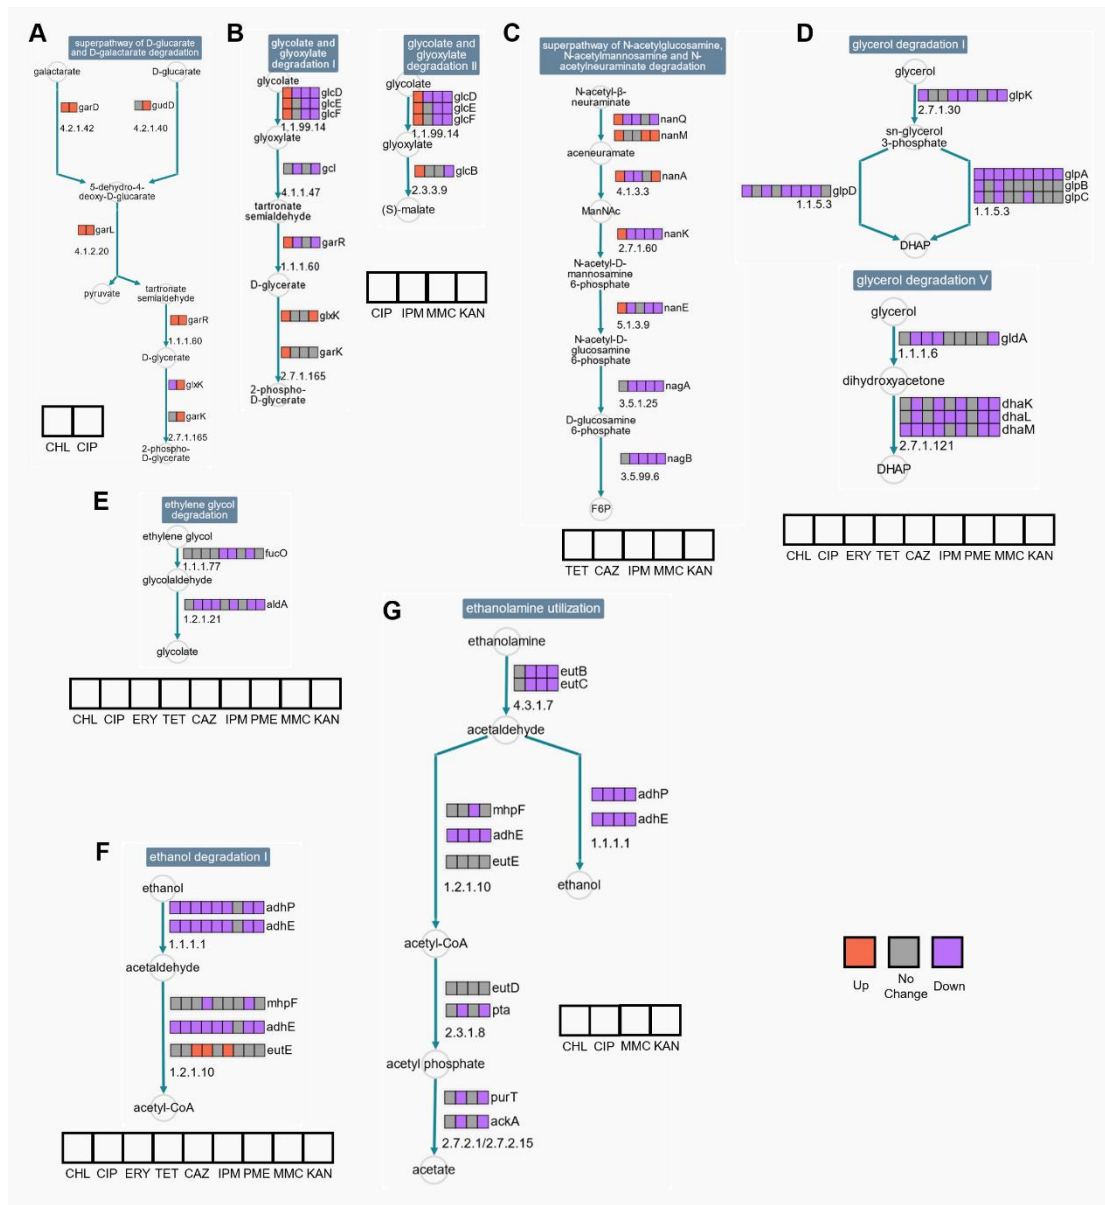 A
superpathway of D-glucarate
and D-galactarate degradation
galactarate
D-glucarate
garD
gudD
4.2.1.42
4.2.1.40
5-dehydro-4-
deoxy-D-glucarate
garL
4.1.2.20
pyruvate
tartronate
semialdehyde
garR
1.1.1.60
D-glycerate
glxK
garK
2.7.1.165
2-phospho-
D-glycerate
CHL CIP
B
glycolate and
glyoxylate
degradation I
glycolate
glcD
glcE
glcF
1.1.99.14
glyoxylate
gcl
4.1.1.47
tartronate
semialdehyde
garR
1.1.1.60
D-glycerate
glxK
garK
2.7.1.165
2-phospho-
D-glycerate
glycolate and
glyoxylate
degradation II
glycolate
glcD
glcE
glcF
1.1.99.14
glyoxylate
glcB
2.3.3.9
(S)-malate
CIP IPM MMC KAN
C
superpathway of N-acetylglucosamine,
N-acetylmannosamine and N-
acetylneuraminate degradation
N-acetyl-β-
neuraminate
nanQ
nanM
aceneuramate
nanA
4.1.3.3
ManNAc
nanK
2.7.1.60
N-acetyl-D-
mannosamine
6-phosphate
nanE
5.1.3.9
N-acetyl-D-
glucosamine
6-phosphate
nagA
3.5.1.25
D-glucosamine
6-phosphate
nagB
3.5.99.6
F6P
TET CAZ IPM MMC KAN
D
glycerol degradation I
glycerol
glpK
2.7.1.30
sn-glycerol
3-phosphate
glpD
1.1.5.3
glpA
glpB
glpC
1.1.5.3
DHAP
glycerol degradation V
glycerol
gldA
1.1.1.6
dihydroxyacetone
dhaK
dhaL
dhaM
2.7.1.121
DHAP
CHL CIP ERY TET CAZ IPM PME MMC KAN
E
ethylene glycol
degradation
ethylene glycol
fucO
1.1.1.77
glycolaldehyde
aldA
1.2.1.21
glycolate
CHL CIP ERY TET CAZ IPM PME MMC KAN
F
ethanol degradation I
ethanol
adhP
adhE
1.1.1.1
acetaldehyde
mhpF
adhE
eutE
1.2.1.10
acetyl-CoA
CHL CIP ERY TET CAZ IPM PME MMC KAN
G
ethanolamine utilization
ethanolamine
eutB
eutC
4.3.1.7
acetaldehyde
mhpF
adhE
eutE
1.2.1.10
adhP
adhE
1.1.1.1
ethanol
acetyl-CoA
eutD
pta
2.3.1.8
acetyl phosphate
purT
ackA
2.7.2.1/2.7.2.15
acetate
CHL CIP MMC KAN
Up
No
Change
Down